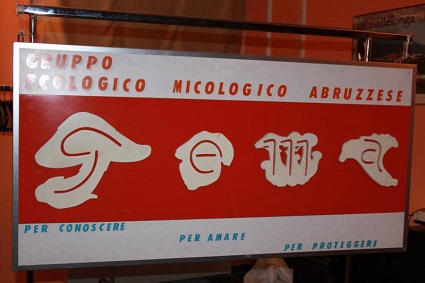 GRUPPO
ECOLOGICO MICOLOGICO ABRUZZESE
Gema
PER CONOSCERE
PER AMARE
PER PROTEGGERE